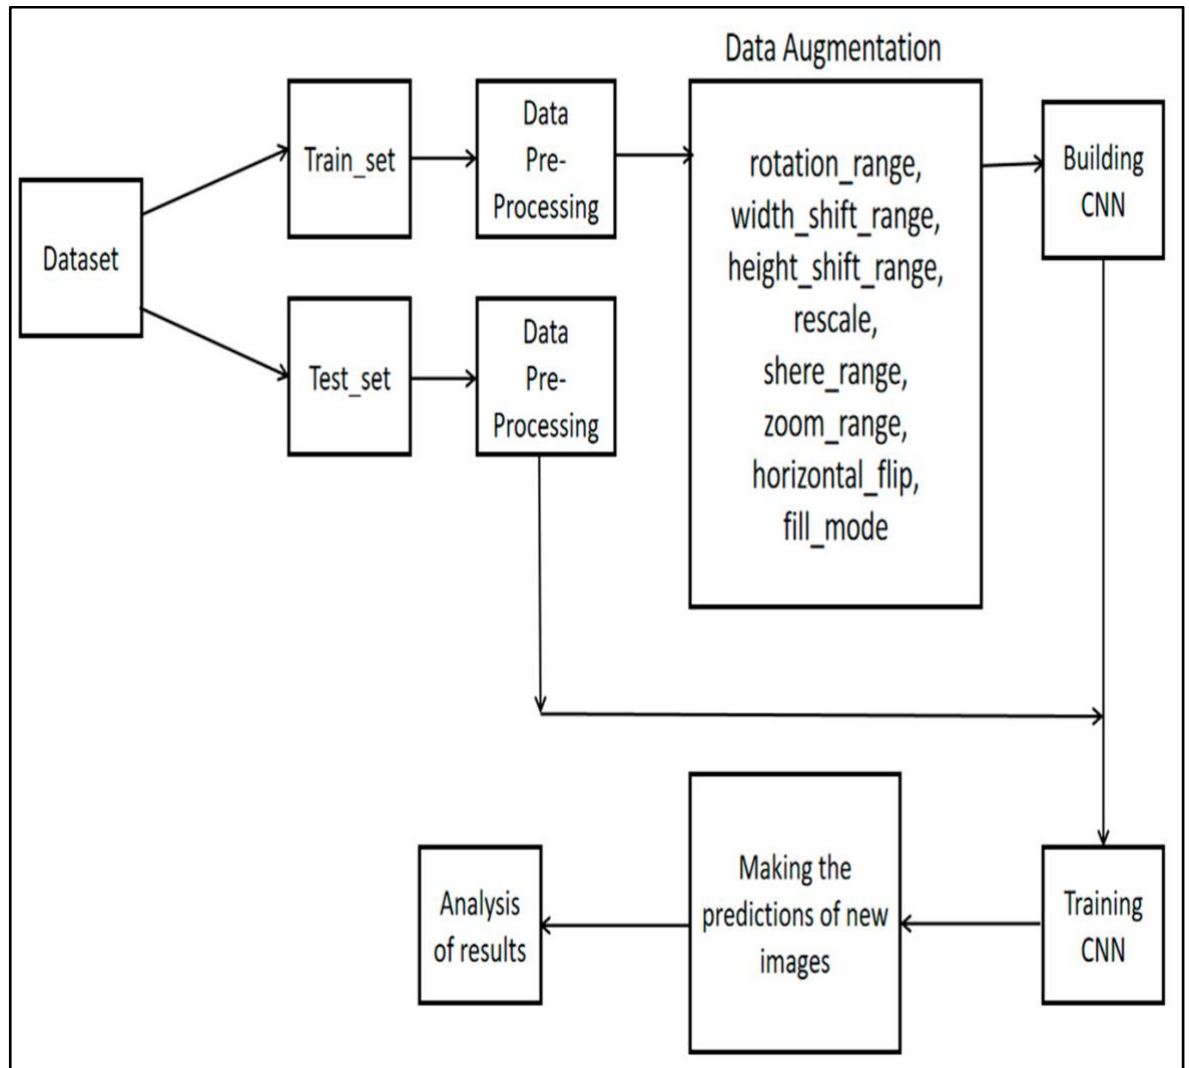 Data Augmentation
Dataset
Train_set
Data
Pre-
Processing
rotation_range,
width_shift_range,
height_shift_range,
rescale,
shere_range,
zoom_range,
horizontal_flip,
fill_mode
Building
CNN
Test_set
Data
Pre-
Processing
Training
CNN
Making the
predictions of new
images
Analysis
of results